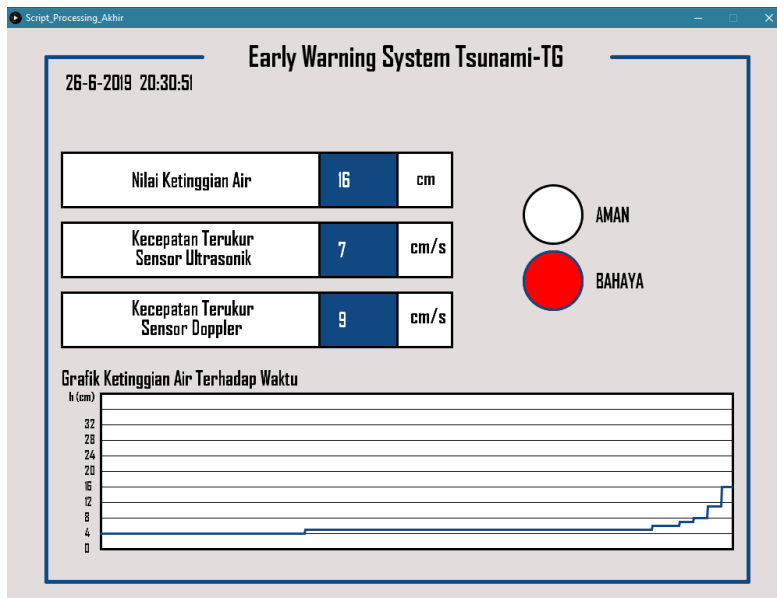 Script_Processing_Akhir
Early Warning System Tsunami-TG
26-6-2019 20:30:51
Nilai Ketinggian Air 16 cm
Kecepatan Terukur
Sensor Ultrasonik
7 cm/s
Kecepatan Terukur
Sensor Doppler
9 cm/s
AMAN
BAHAYA
Grafik Ketinggian Air Terhadap Waktu
h (cm)
32
28
24
20
16
12
8
4
0